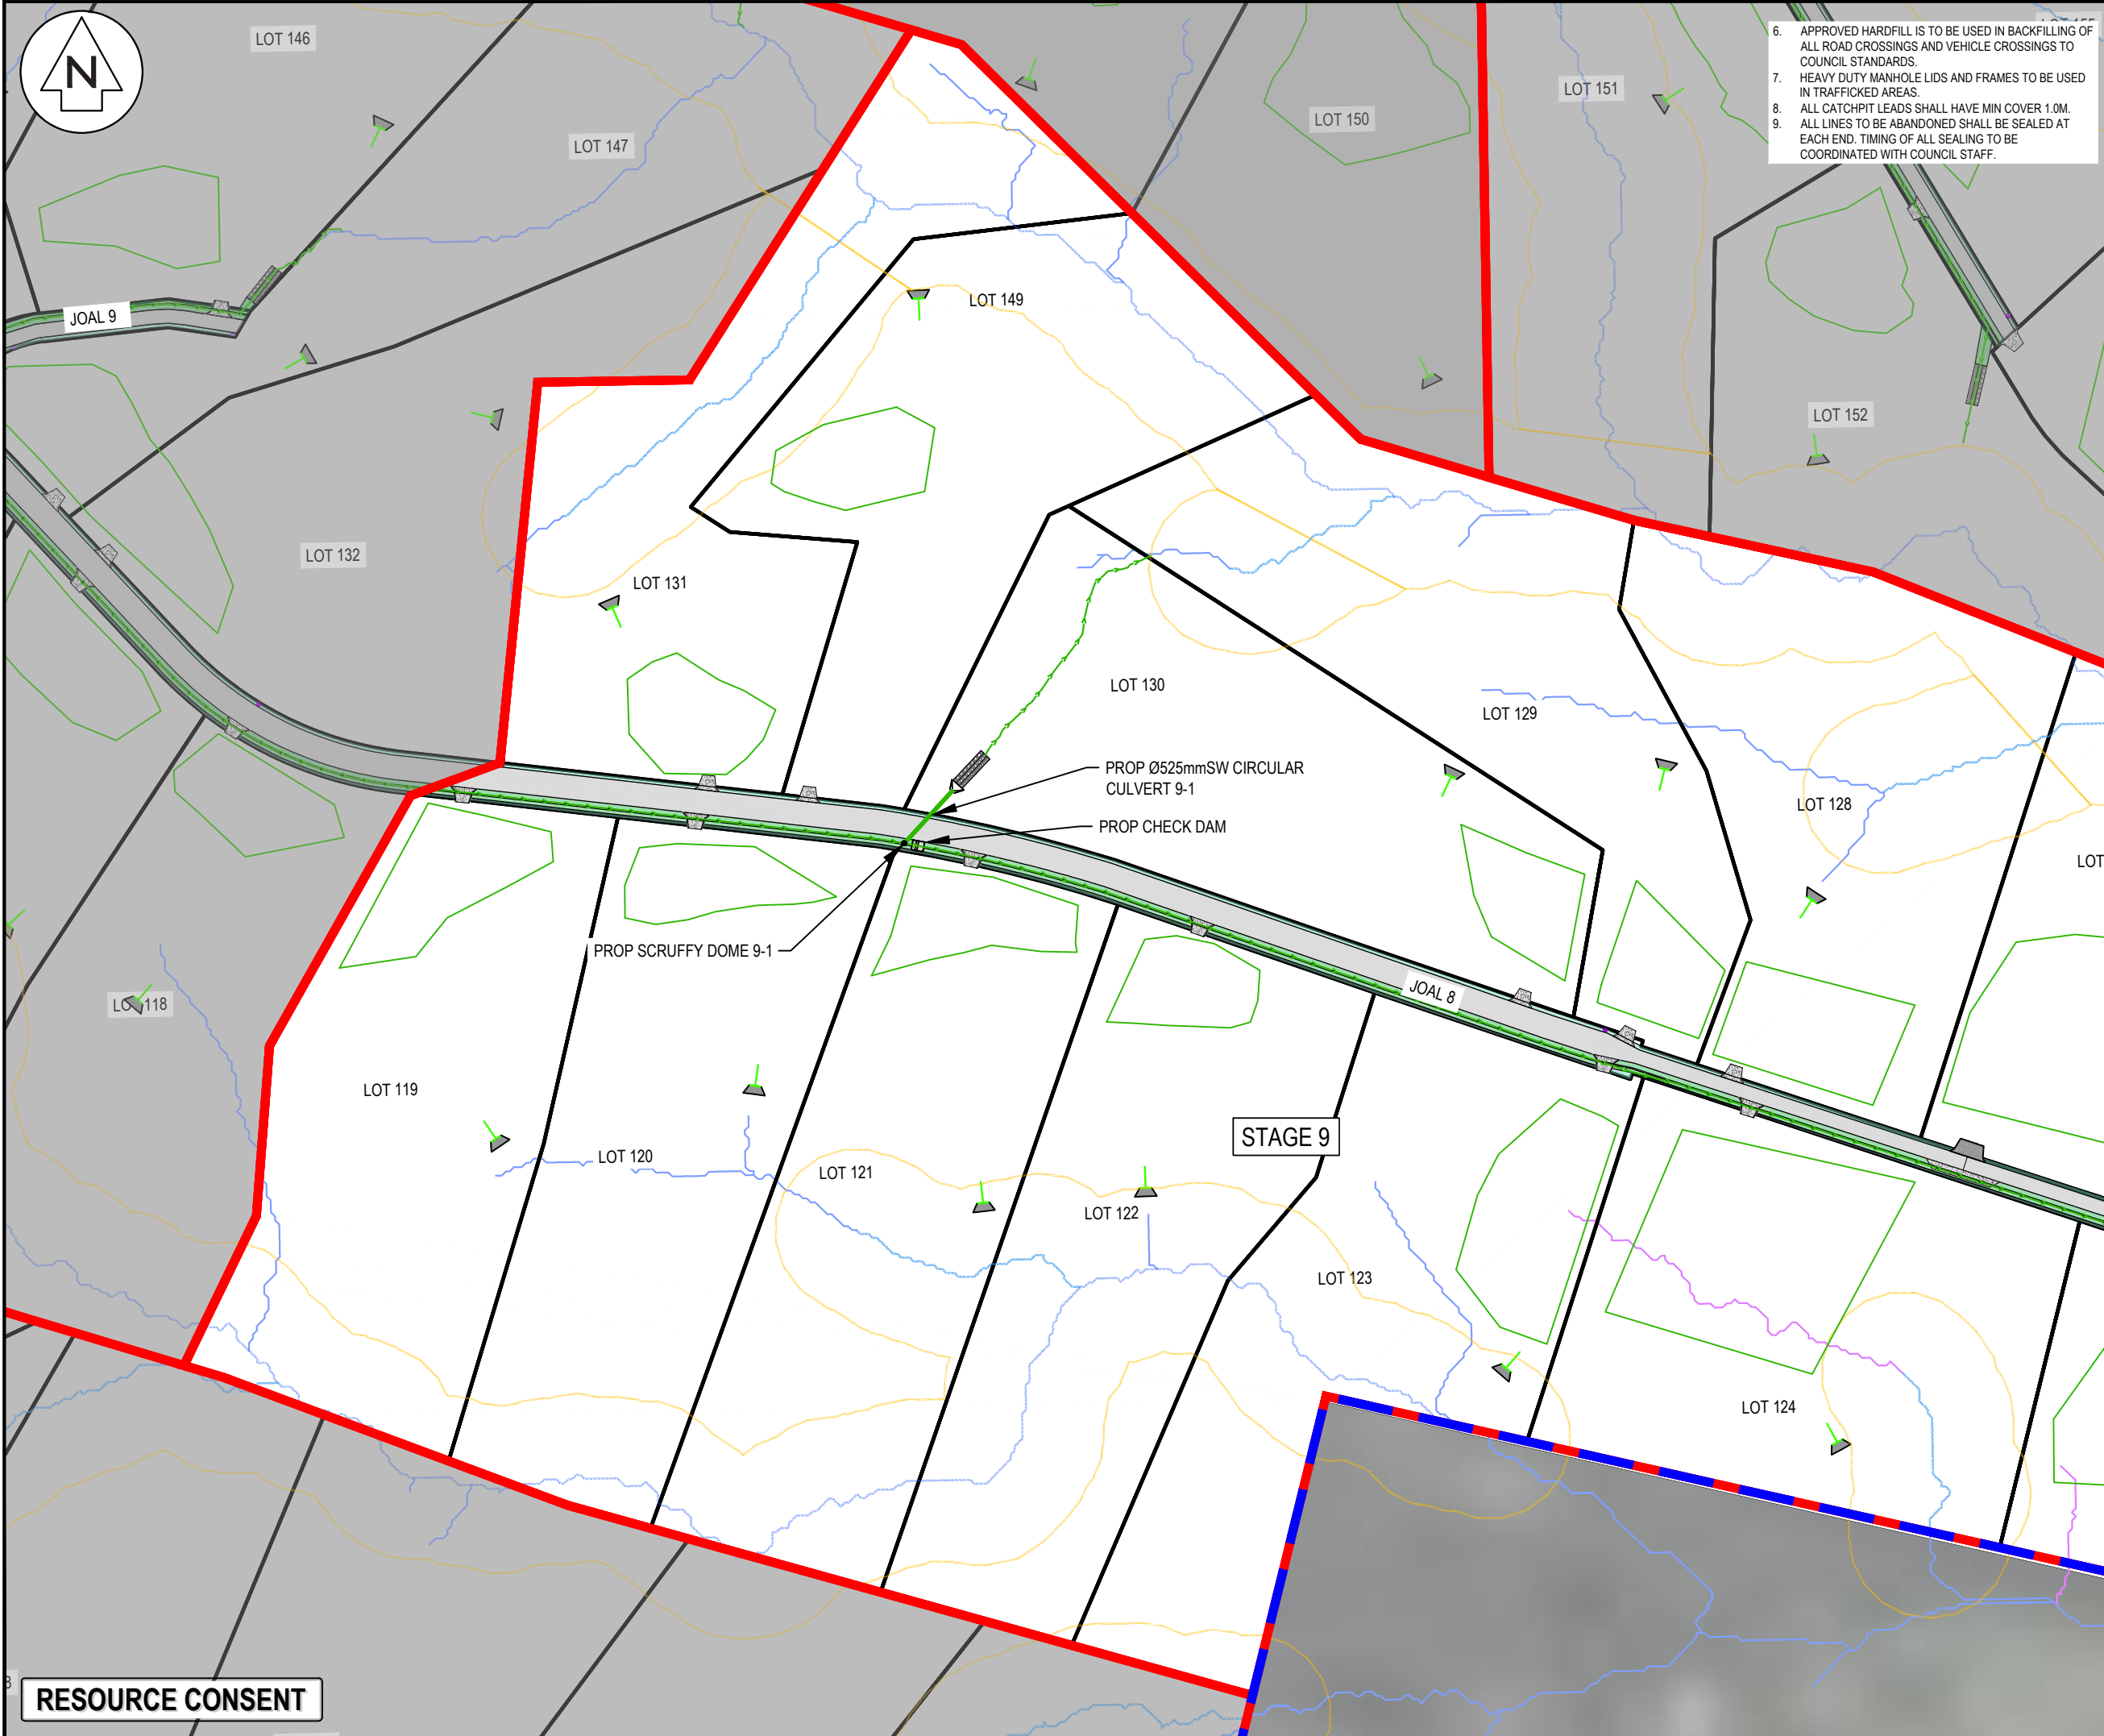 N
LOT 146
LOT 147
LOT 150
LOT 151
6. APPROVED HARDFILL IS TO BE USED IN BACKFILLING OF
ALL ROAD CROSSINGS AND VEHICLE CROSSINGS TO
COUNCIL STANDARDS.
7. HEAVY DUTY MANHOLE LIDS AND FRAMES TO BE USED
IN TRAFFICKED AREAS.
8. ALL CATCHPIT LEADS SHALL HAVE MIN COVER 1.0M.
9. ALL LINES TO BE ABANDONED SHALL BE SEALED AT
EACH END. TIMING OF ALL SEALING TO BE
COORDINATED WITH COUNCIL STAFF.
JOAL 9
LOT 149
LOT 152
LOT 132
LOT 131
LOT 130
LOT 129
PROP Ø525mmSW CIRCULAR
CULVERT 9-1
PROP CHECK DAM
LOT 128
LOT
PROP SCRUFFY DOME 9-1
JOAL 8
LOT 118
LOT 119
STAGE 9
LOT 120
LOT 121
LOT 122
LOT 123
LOT 124
RESOURCE CONSENT